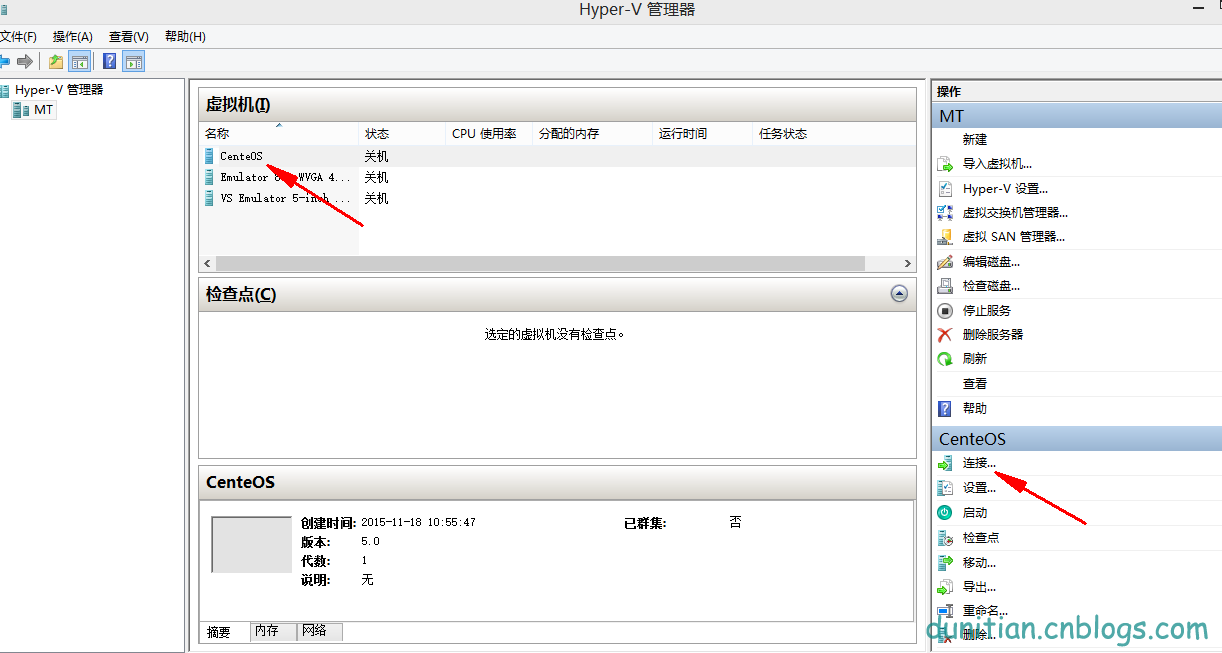 Hyper-V 管理器
文件(F) 操作(A) 查看(V) 帮助(H)
Hyper-V 管理器
MT
虚拟机(I)
名称 状态 CPU 使用率 分配的内存 运行时间 任务状态
CenteOS 关机
Emulator WVGA 4... 关机
VS Emulator 5-inch ... 关机
检查点(C)
选定的虚拟机没有检查点。
CenteOS
创建时间: 2015-11-18 10:55:47 已群集: 否
版本: 5.0
代数: 1
说明: 无
摘要 内存 网络
操作
MT
新建
导入虚拟机...
Hyper-V 设置...
虚拟交换机管理器...
虚拟 SAN 管理器...
编辑磁盘...
检查磁盘...
停止服务
删除服务器
刷新
查看
帮助
CenteOS
连接...
设置...
启动
检查点
移动...
导出...
重命名...
删除...
dunitian.cnblogs.com